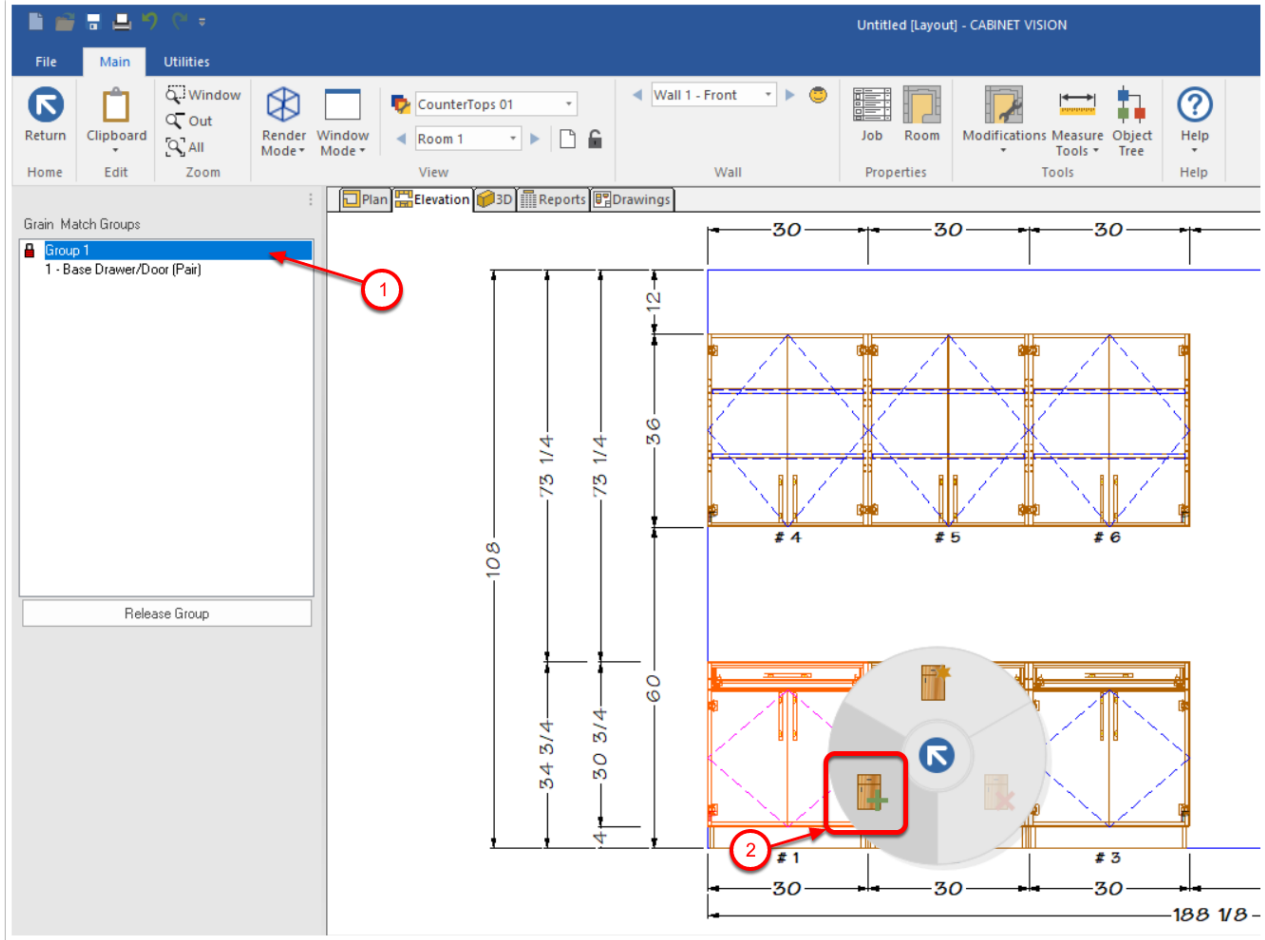 Untitled [Layout] - CABINET VISION
File Main Utilities
Return
Home
Clipboard
Edit
Window
Out
All
Zoom
Render Mode
Window Mode
CounterTops 01
Room 1
View
Wall 1 - Front
Wall
Job
Room
Properties
Modifications
Measure Tools
Object Tree
Tools
Help
Help
Plan Elevation 3D Reports Drawings
Grain Match Groups
Group 1
1 - Base Drawer/Door (Pair)
Release Group
1
30 30 30
12
36
73 1/4
73 1/4
108
60
34 3/4
30 3/4
4
# 4 # 5 # 6
2
# 1 # 3
30 30 30
188 1/8